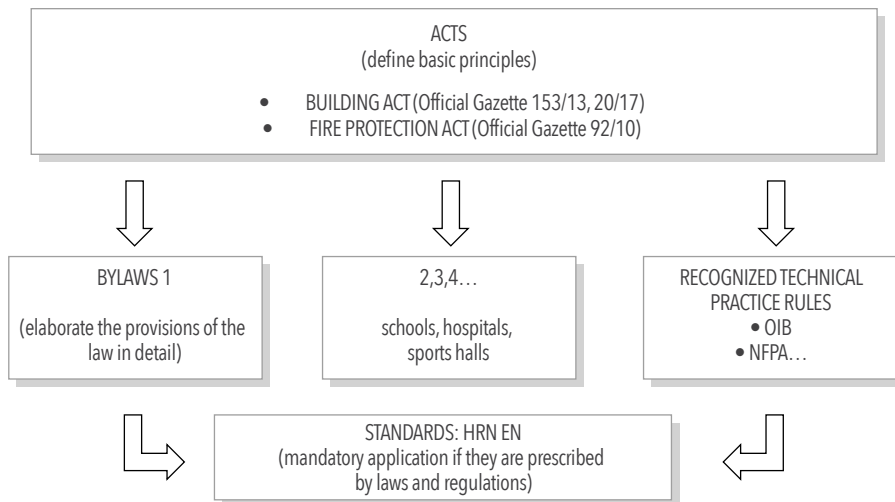 ACTS
(define basic principles)
• BUILDING ACT (Official Gazette 153/13, 20/17)
• FIRE PROTECTION ACT (Official Gazette 92/10)
BYLAWS 1
(elaborate the provisions of the
law in detail)
2,3,4…
schools, hospitals,
sports halls
RECOGNIZED TECHNICAL
PRACTICE RULES
• OIB
• NFPA…
STANDARDS: HRN EN
(mandatory application if they are prescribed
by laws and regulations)